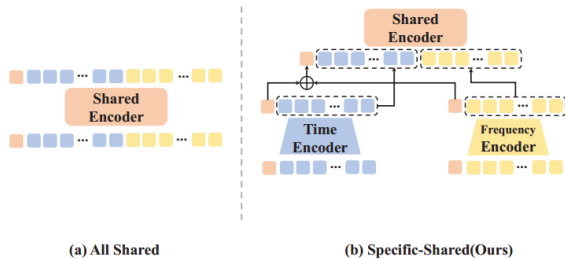 Shared
Encoder
Shared
Encoder
Time
Encoder
Frequency
Encoder
(a) All Shared
(b) Specific-Shared(Ours)